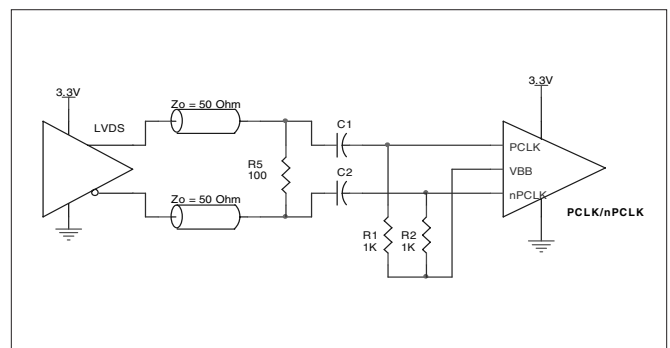 3.3V
LVDS
Zo = 50 Ohm
Zo = 50 Ohm
R5
100
C1
C2
R1
1K
R2
1K
3.3V
PCLK
VBB
nPCLK
PCLK/nPCLK